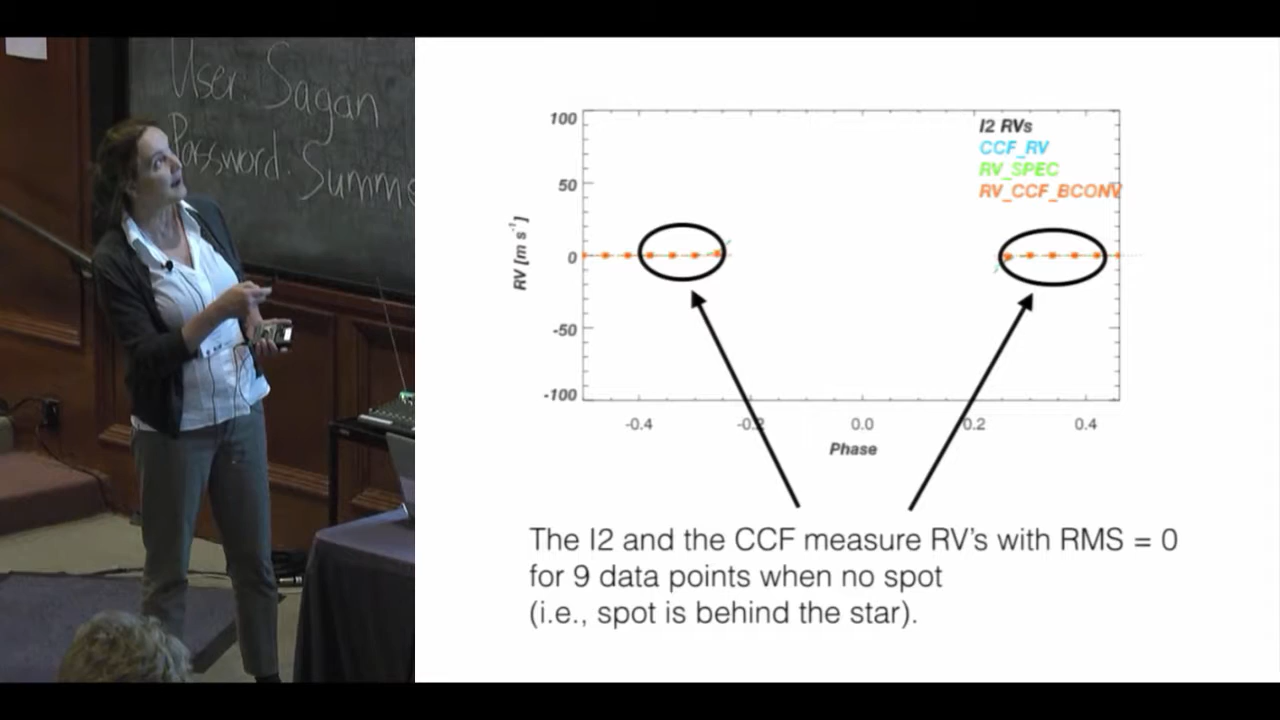 User: Sagan
Password: Summe
100
50
0
-50
-100
RV [m s⁻¹]
I2 RVs
CCF_RV
RV_SPEC
RV_CCF_BCONV
-0.4
-0.2
0.0
0.2
0.4
Phase
The I2 and the CCF measure RV's with RMS = 0
for 9 data points when no spot
(i.e., spot is behind the star).